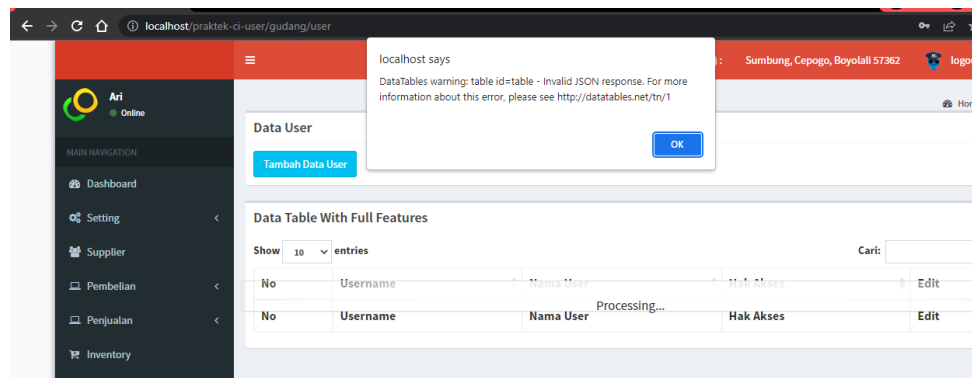 localhost/praktek-ci-user/gudang/user
localhost says
DataTables warning: table id=table - Invalid JSON response. For more
information about this error, please see http://datatables.net/tn/1
OK
): Sumbung, Cepogo, Boyolali 57362
Ari
Online
MAIN NAVIGATION
Dashboard
Setting
Supplier
Pembelian
Penjualan
Inventory
Data User
Tambah Data User
Data Table With Full Features
Show 10 entries
Cari:
No Username Nama User Hak Akses Edit
Processing...
No Username Nama User Hak Akses Edit